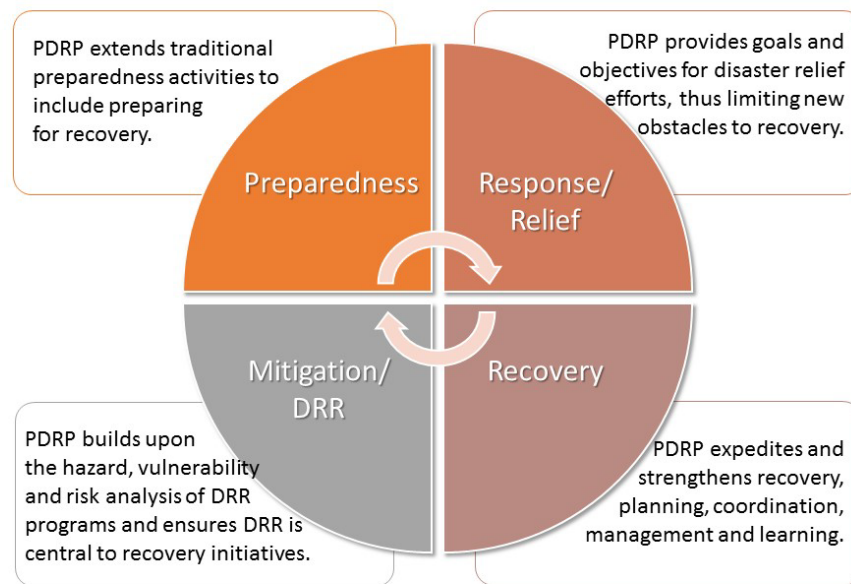 PDRP extends traditional
preparedness activities to
include preparing
for recovery.
PDRP provides goals and
objectives for disaster relief
efforts, thus limiting new
obstacles to recovery.
Preparedness
Response/
Relief
Mitigation/
DRR
Recovery
PDRP builds upon
the hazard, vulnerability
and risk analysis of DRR
programs and ensures DRR is
central to recovery initiatives.
PDRP expedites and
strengthens recovery,
planning, coordination,
management and learning.